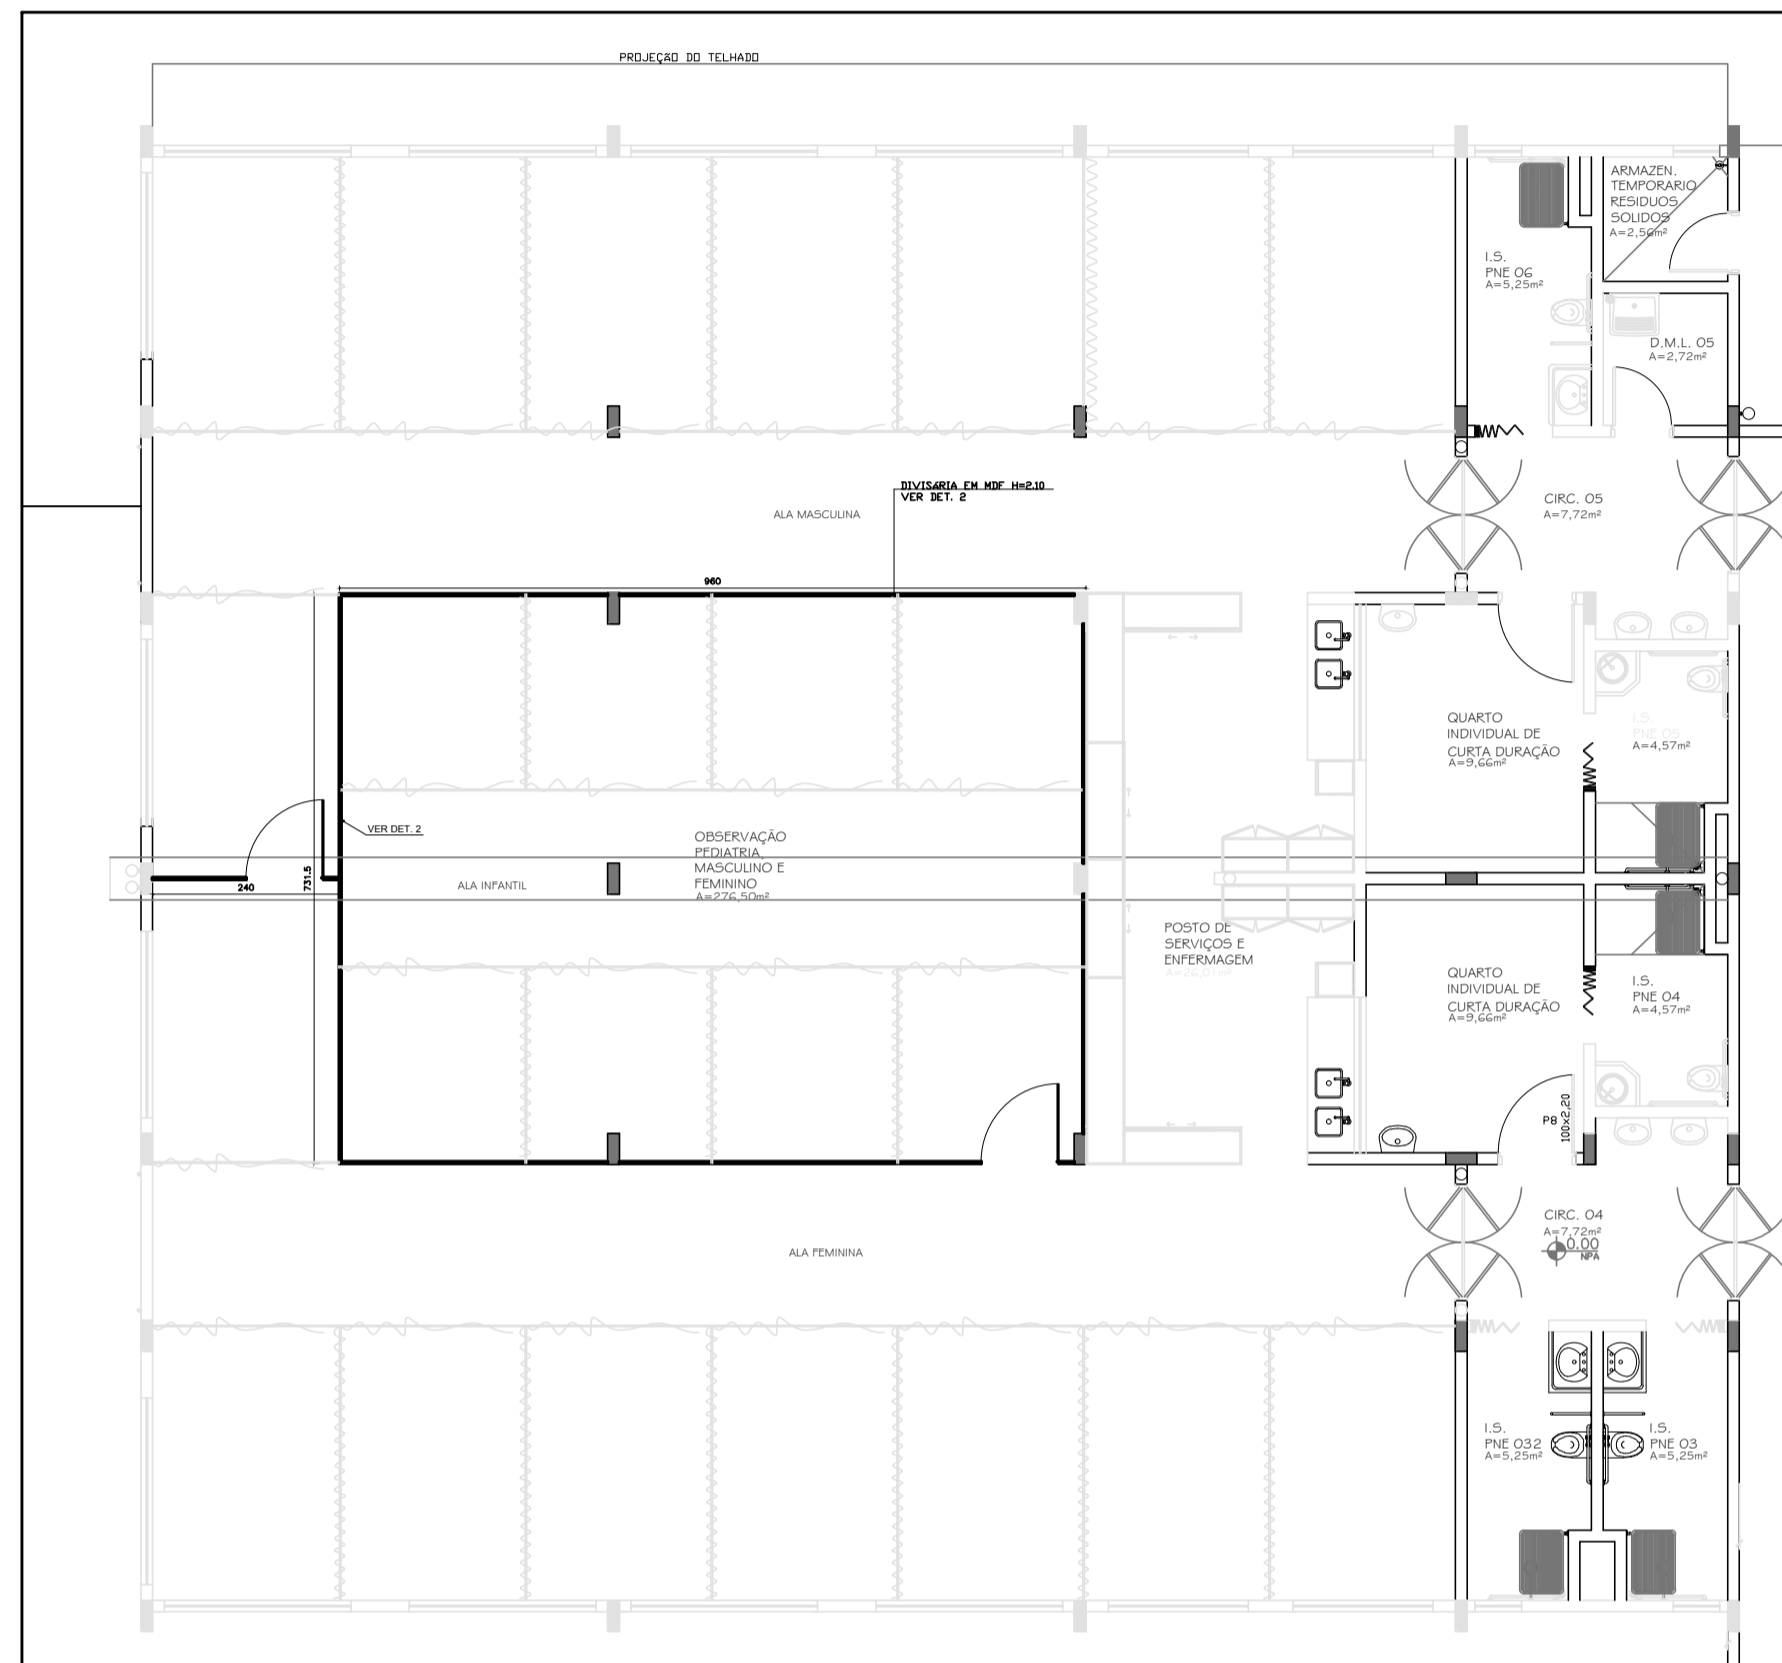 PROJEÇÃO DO TELHADO
ARMAZEN.
TEMPORARIO
RESIDUOS
SOLIDOS
A=2,56m²
I.S.
PNE 06
A=5,25m²
D.M.L. 05
A=2,72m²
DIVISÁRIA EM MDF H=2.10
VER DET. 2
ALA MASCULINA
CIRC. 05
A=7,72m²
960
QUARTO
INDIVIDUAL DE
CURTA DURAÇÃO
A=9,66m²
I.S.
PNE 05
A=4,57m²
VER DET. 2
OBSERVAÇÃO
PEDIATRIA,
MASCULINO E
FEMININO
A=276,50m²
240
731.5
ALA INFANTIL
POSTO DE
SERVIÇOS E
ENFERMAGEM
A=26,01m²
QUARTO
INDIVIDUAL DE
CURTA DURAÇÃO
A=9,66m²
I.S.
PNE 04
A=4,57m²
P8
100x2,20
CIRC. 04
A=7,72m²
0.00
NPA
ALA FEMININA
I.S.
PNE 032
A=5,25m²
I.S.
PNE 03
A=5,25m²